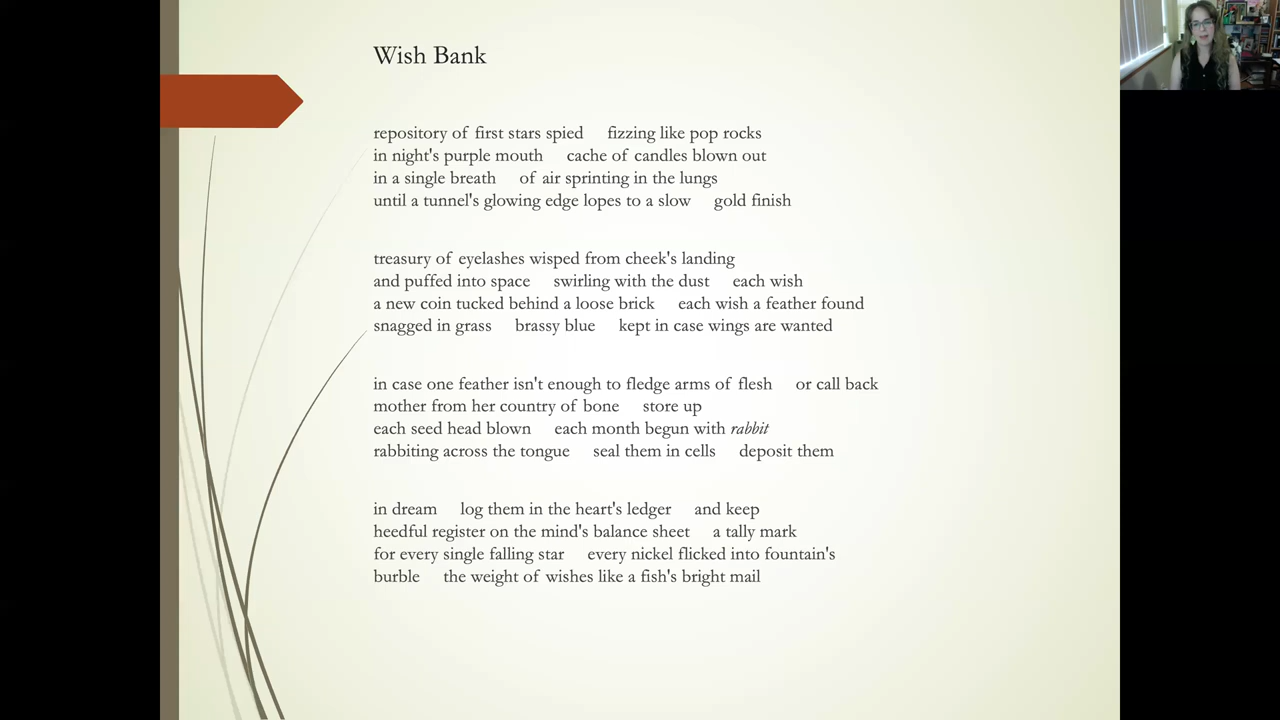 Wish Bank
repository of first stars spied fizzing like pop rocks
in night's purple mouth cache of candles blown out
in a single breath of air sprinting in the lungs
until a tunnel's glowing edge lopes to a slow gold finish
treasury of eyelashes wisped from cheek's landing
and puffed into space swirling with the dust each wish
a new coin tucked behind a loose brick each wish a feather found
snagged in grass brassy blue kept in case wings are wanted
in case one feather isn't enough to fledge arms of flesh or call back
mother from her country of bone store up
each seed head blown each month begun with rabbit
rabbiting across the tongue seal them in cells deposit them
in dream log them in the heart's ledger and keep
heedful register on the mind's balance sheet a tally mark
for every single falling star every nickel flicked into fountain's
burble the weight of wishes like a fish's bright mail